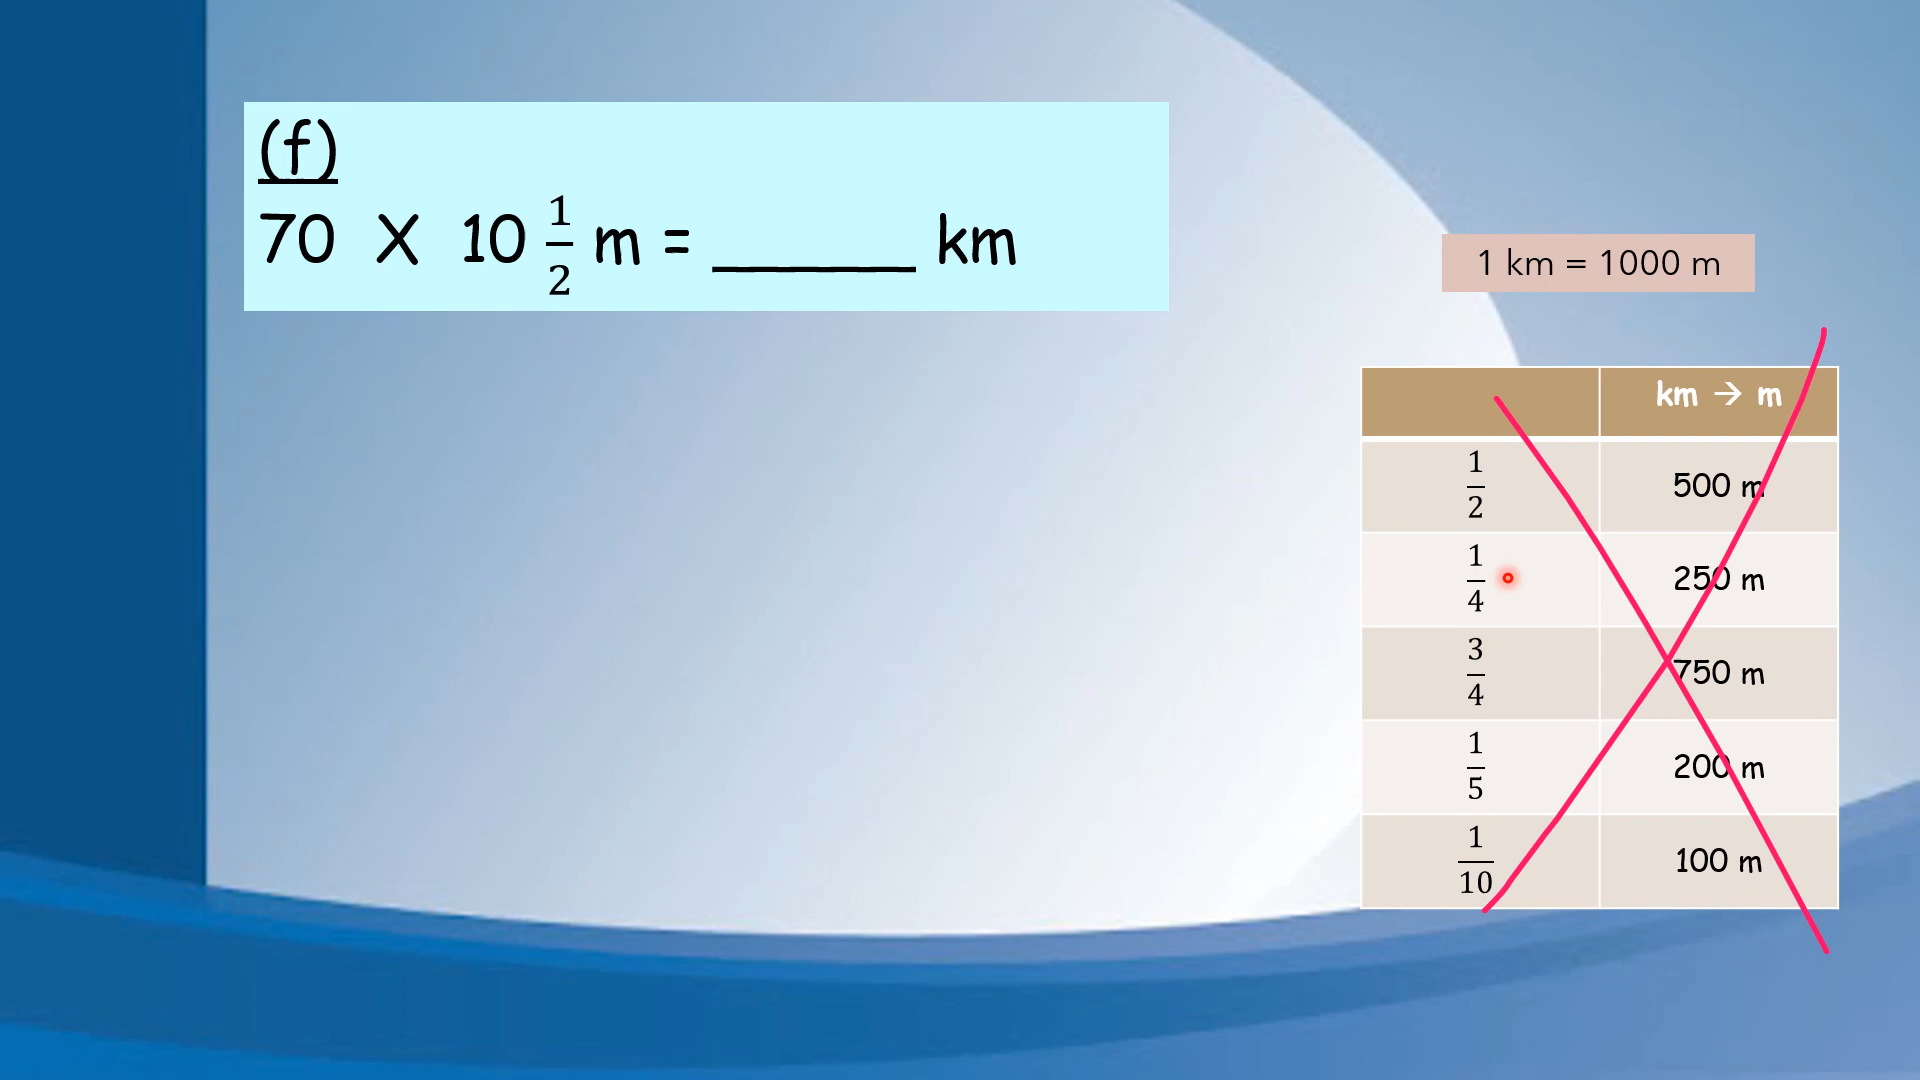 (f)
70 X 10 1/2 m = ______ km
1 km = 1000 m
km → m
1/2 500 m
1/4 250 m
3/4 750 m
1/5 200 m
1/10 100 m